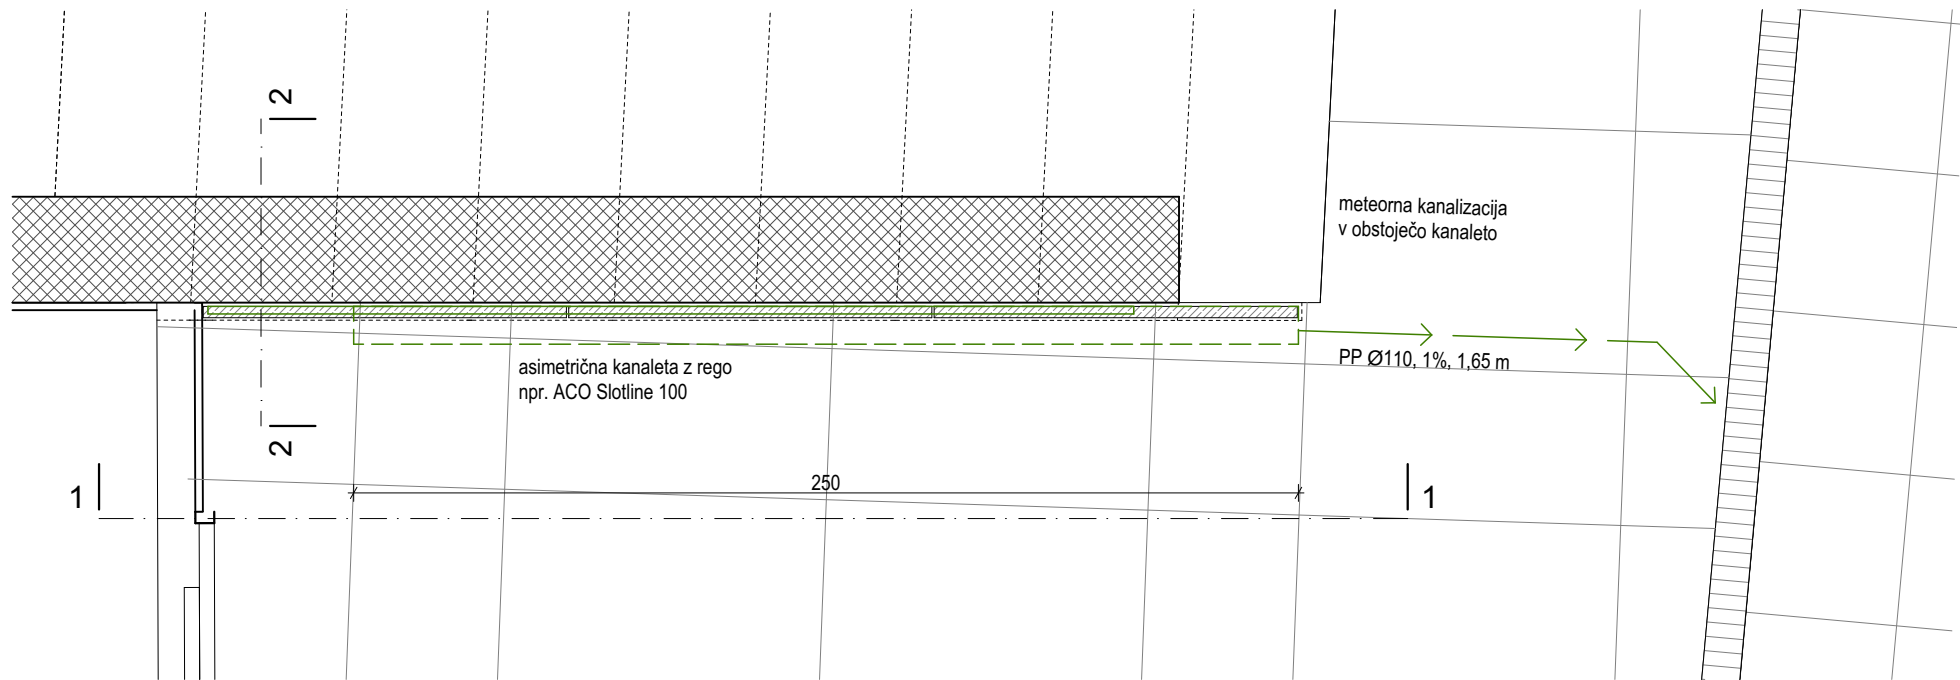 2
meteorna kanalizacija
v obstoječo kanaleto
PP Ø110, 1%, 1,65 m
asimetrična kanaleta z rego
npr. ACO Slotline 100
2
250
1
1